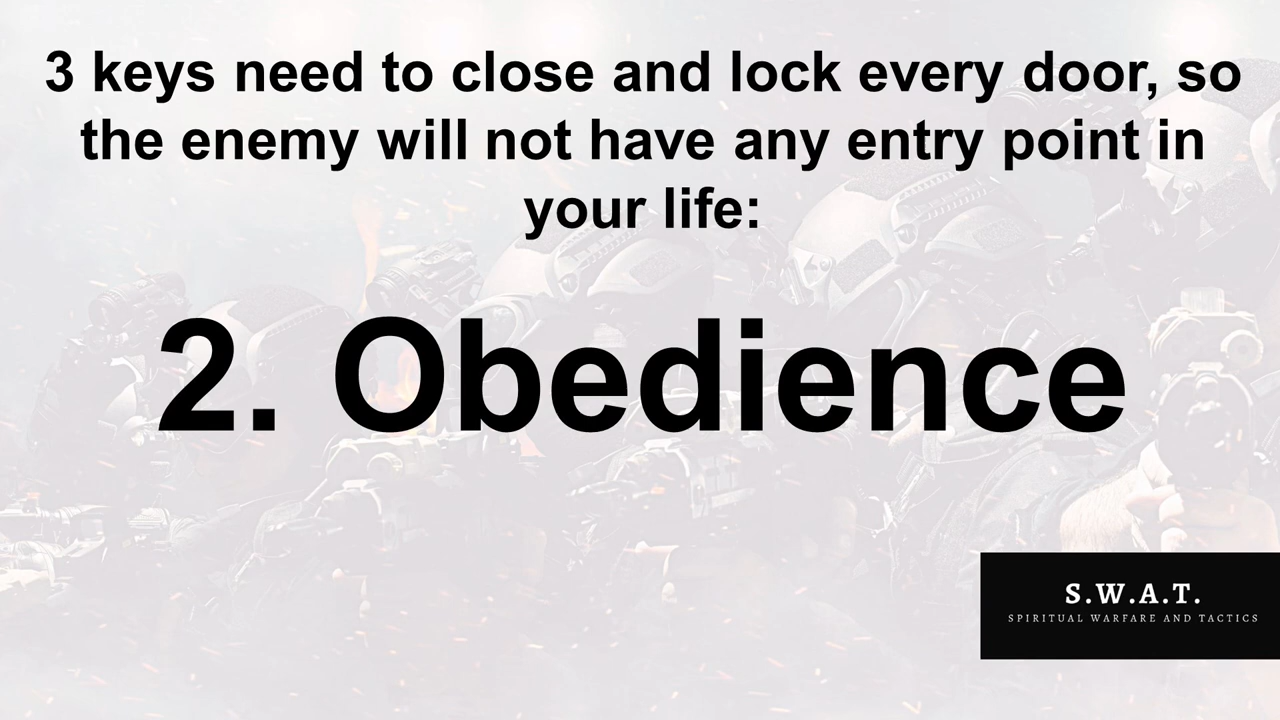 3 keys need to close and lock every door, so
the enemy will not have any entry point in
your life:
2. Obedience
S.W.A.T.
SPIRITUAL WARFARE AND TACTICS